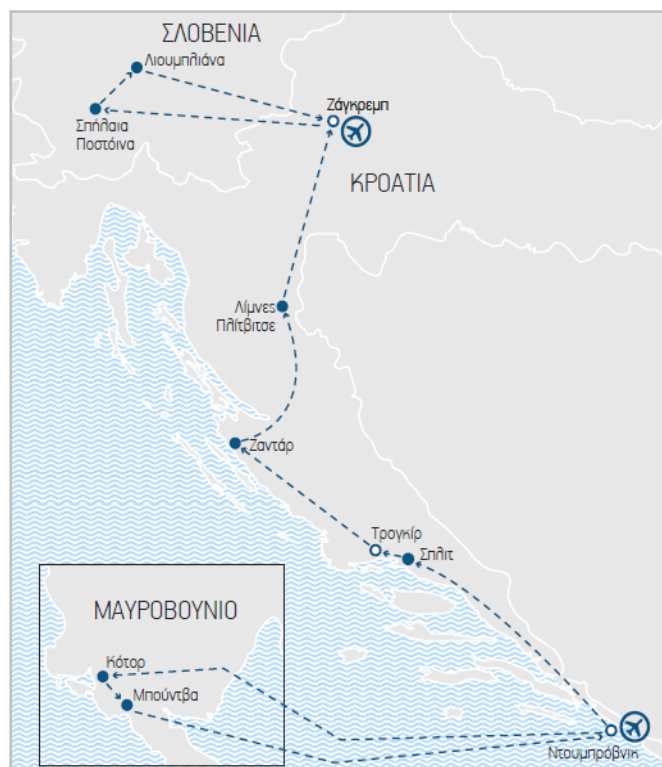 ΣΛΟΒΕΝΙΑ
Λιουμπλιάνα
Σπήλαια
Ποστόινα
Ζάγκρεμπ
ΚΡΟΑΤΙΑ
Λίμνες
Πλίτβιτσε
Ζαντάρ
Τρογκίρ
Σπλιτ
ΜΑΥΡΟΒΟΥΝΙΟ
Κότορ
Μπούντβα
Ντουμπρόβνικ